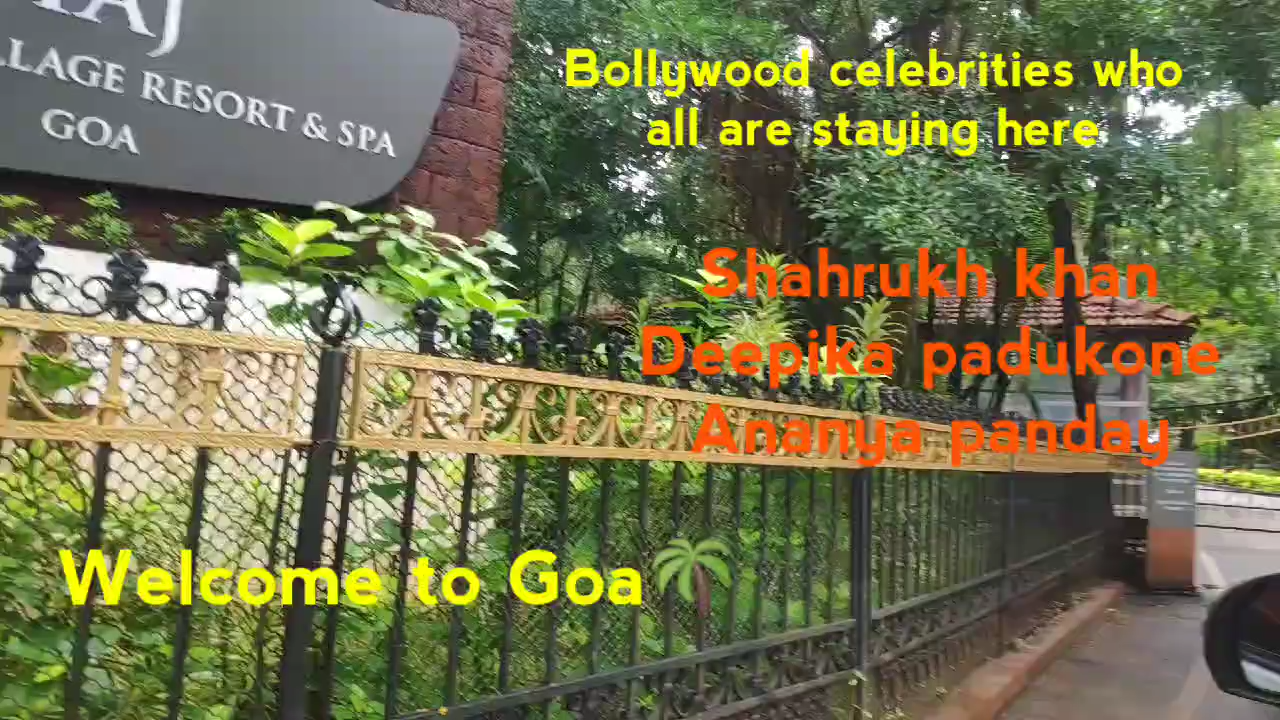 TAJ
LLAGE RESORT & SPA
GOA
Bollywood celebrities who
all are staying here
Shahrukh khan
Deepika padukone
Ananya panday
Welcome to Goa